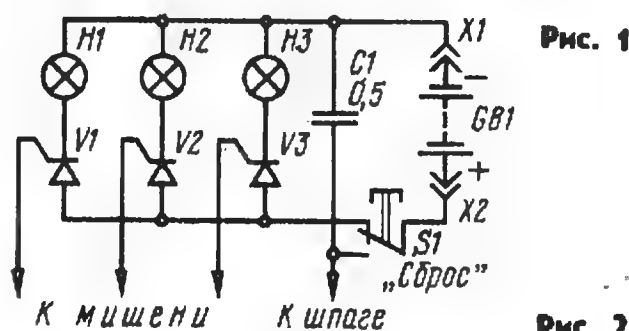 H1 H2 H3 X1 Рис. 1
C1
0,5
−
GB1
V1 V2 V3
+
X2
S1
„Сброс”
К мишени К шпаге
Рис. 2